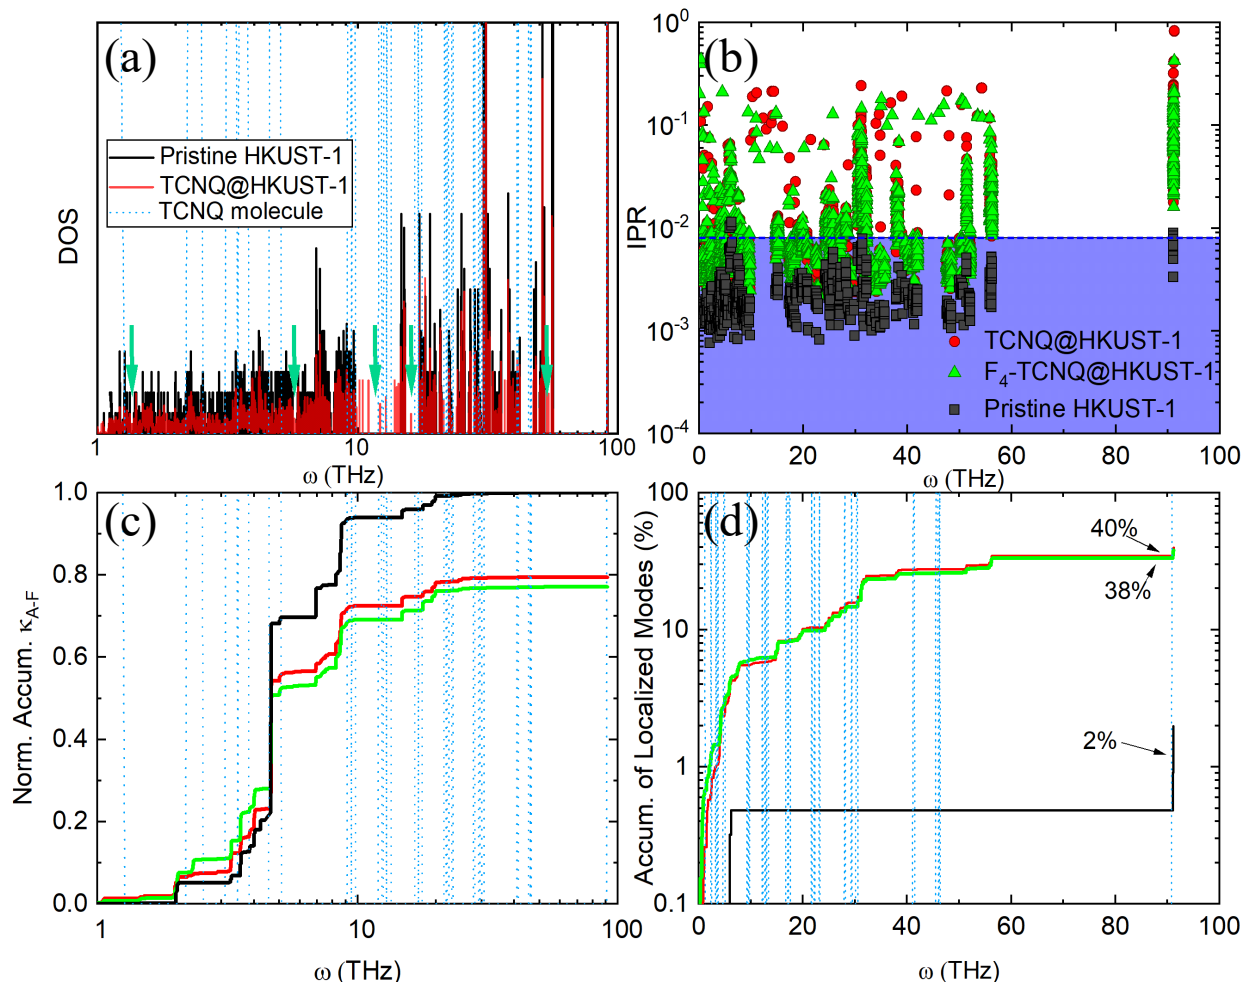 (a)
DOS
Pristine HKUST-1
TCNQ@HKUST-1
TCNQ molecule
1
10
100
ω (THz)
(b)
IPR
10⁰
10⁻¹
10⁻²
10⁻³
10⁻⁴
TCNQ@HKUST-1
F₄-TCNQ@HKUST-1
Pristine HKUST-1
0
20
40
60
80
100
ω (THz)
(c)
Norm. Accum. κ_A-F
1.0
0.8
0.6
0.4
0.2
0.0
1
10
100
ω (THz)
(d)
Accum. of Localized Modes (%)
100
10
1
0.1
40%
38%
2%
0
20
40
60
80
100
ω (THz)